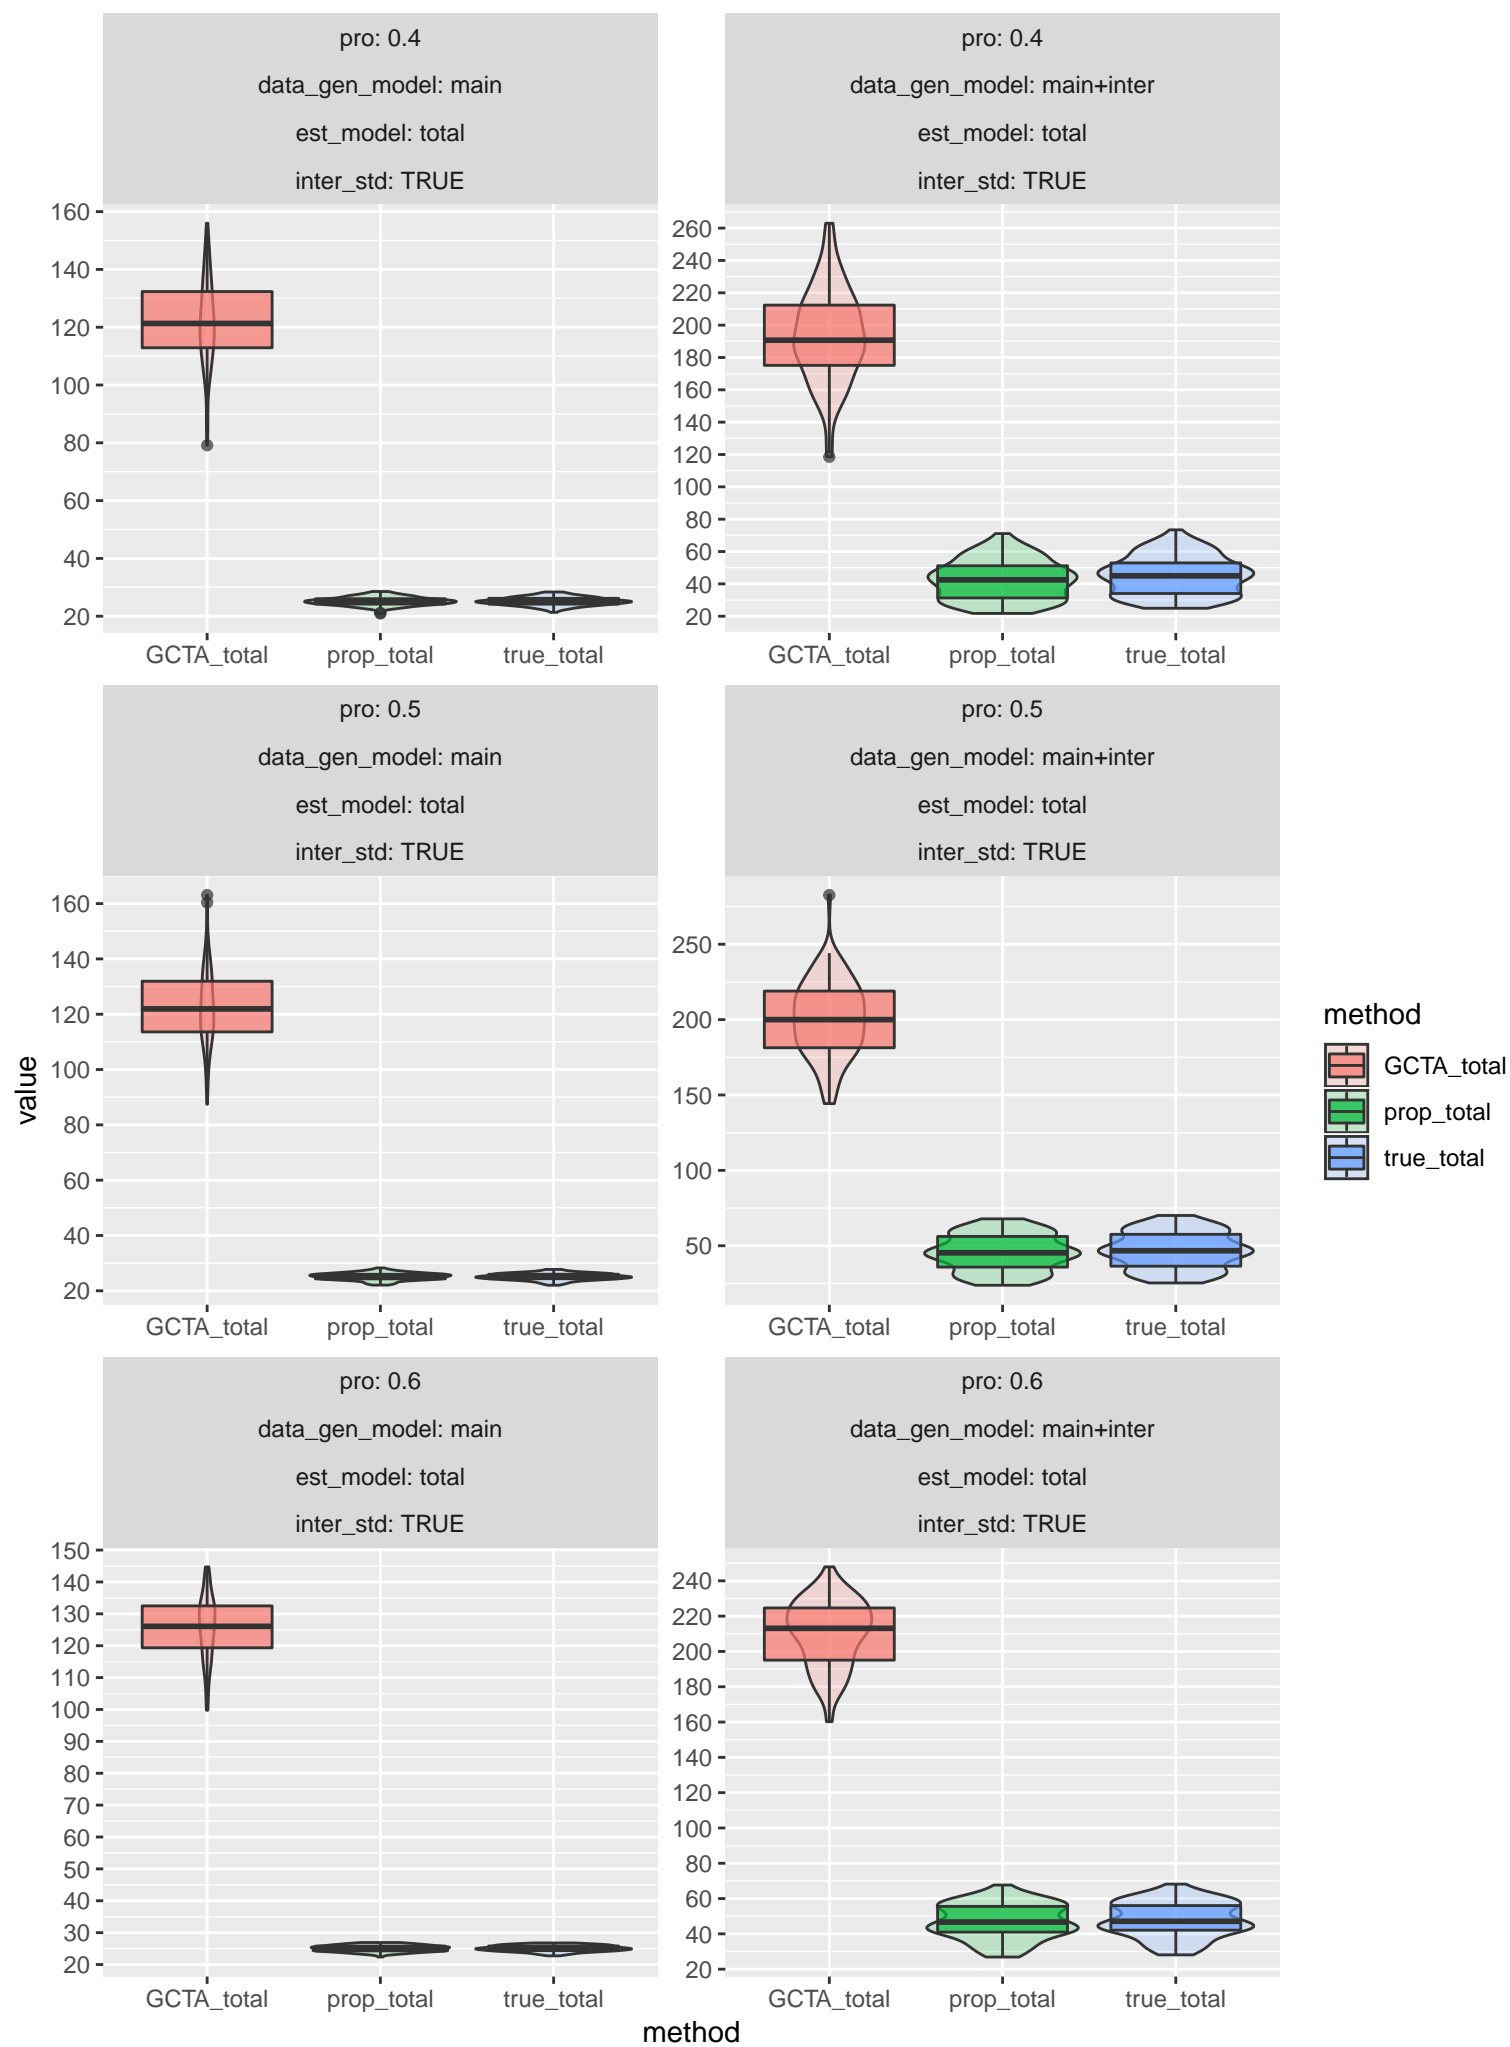 pro: 0.4
data_gen_model: main
est_model: total
inter_std: TRUE
160
140
120
100
80
60
40
20
GCTA_total prop_total true_total
pro: 0.4
data_gen_model: main+inter
est_model: total
inter_std: TRUE
260
240
220
200
180
160
140
120
100
80
60
40
20
GCTA_total prop_total true_total
pro: 0.5
data_gen_model: main
est_model: total
inter_std: TRUE
160
140
120
100
80
60
40
20
GCTA_total prop_total true_total
pro: 0.5
data_gen_model: main+inter
est_model: total
inter_std: TRUE
250
200
150
100
50
GCTA_total prop_total true_total
pro: 0.6
data_gen_model: main
est_model: total
inter_std: TRUE
150
140
130
120
110
100
90
80
70
60
50
40
30
20
GCTA_total prop_total true_total
pro: 0.6
data_gen_model: main+inter
est_model: total
inter_std: TRUE
240
220
200
180
160
140
120
100
80
60
40
20
GCTA_total prop_total true_total
value
method
method
GCTA_total
prop_total
true_total